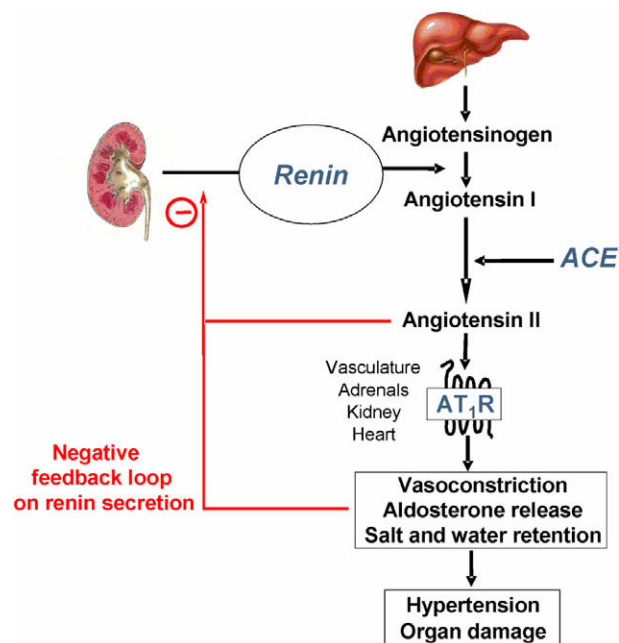 Angiotensinogen
Renin
Angiotensin I
ACE
Angiotensin II
Vasculature
Adrenals
Kidney
Heart
AT₁R
Negative
feedback loop
on renin secretion
Vasoconstriction
Aldosterone release
Salt and water retention
Hypertension
Organ damage